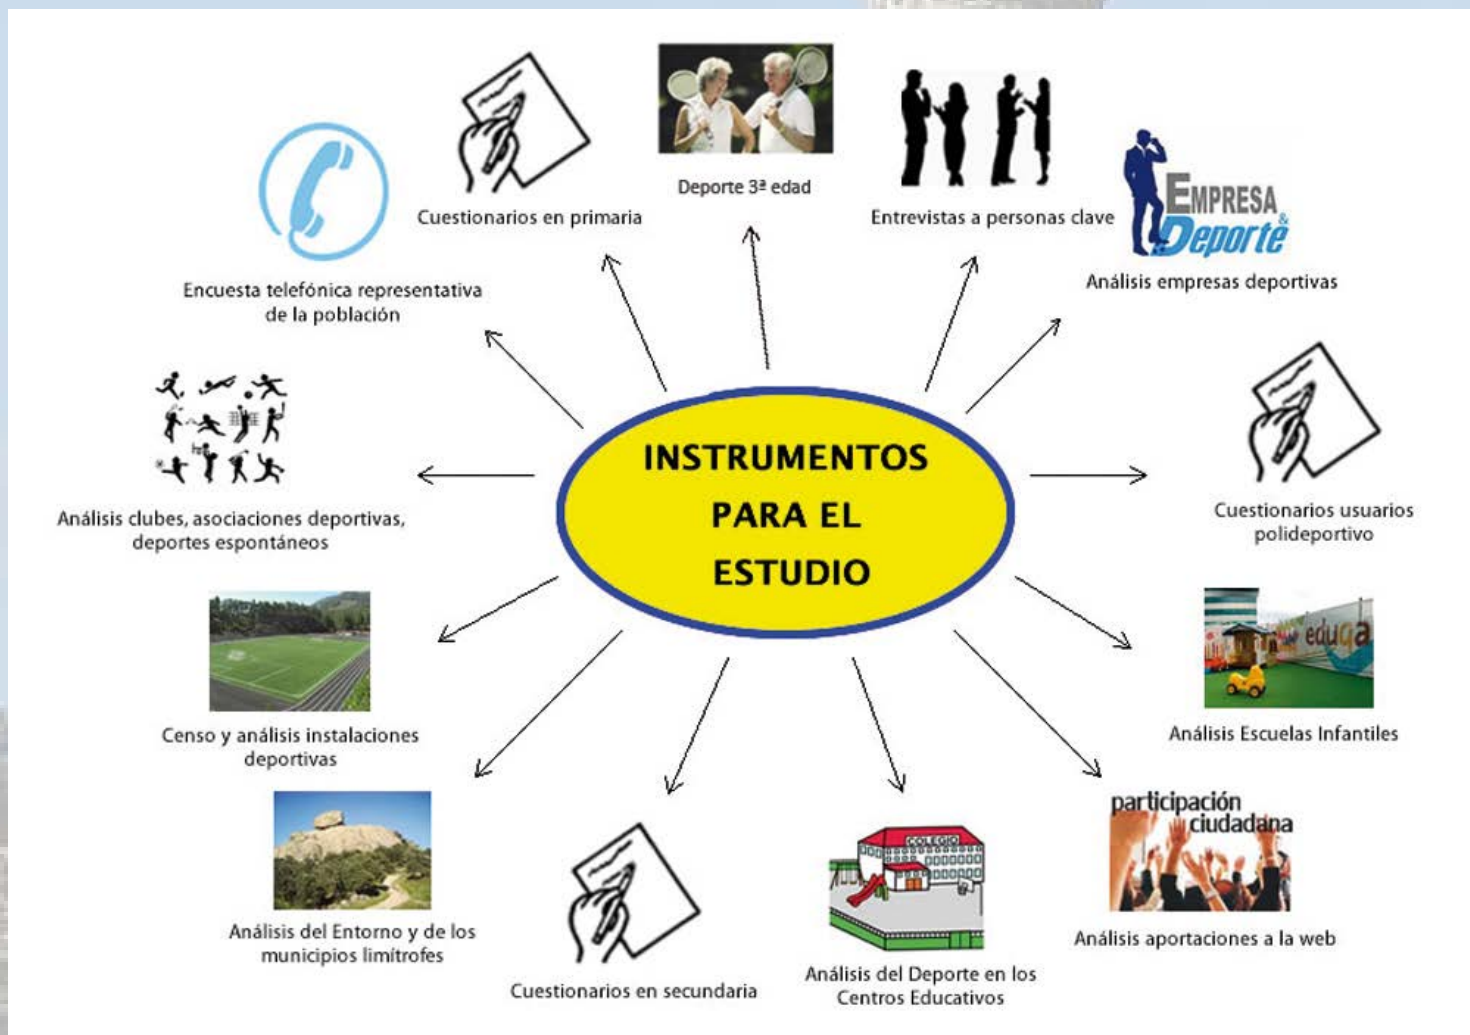 Deporte 3ª edad
Cuestionarios en primaria
Entrevistas a personas clave
EMPRESA
& Deporte
Análisis empresas deportivas
Encuesta telefónica representativa
de la población
Análisis clubes, asociaciones deportivas,
deportes espontáneos
INSTRUMENTOS
PARA EL
ESTUDIO
Cuestionarios usuarios
polideportivo
eduqa
Análisis Escuelas Infantiles
Censo y análisis instalaciones
deportivas
participación
ciudadana
Análisis aportaciones a la web
Análisis del Entorno y de los
municipios limítrofes
COLEGIO
Análisis del Deporte en los
Centros Educativos
Cuestionarios en secundaria